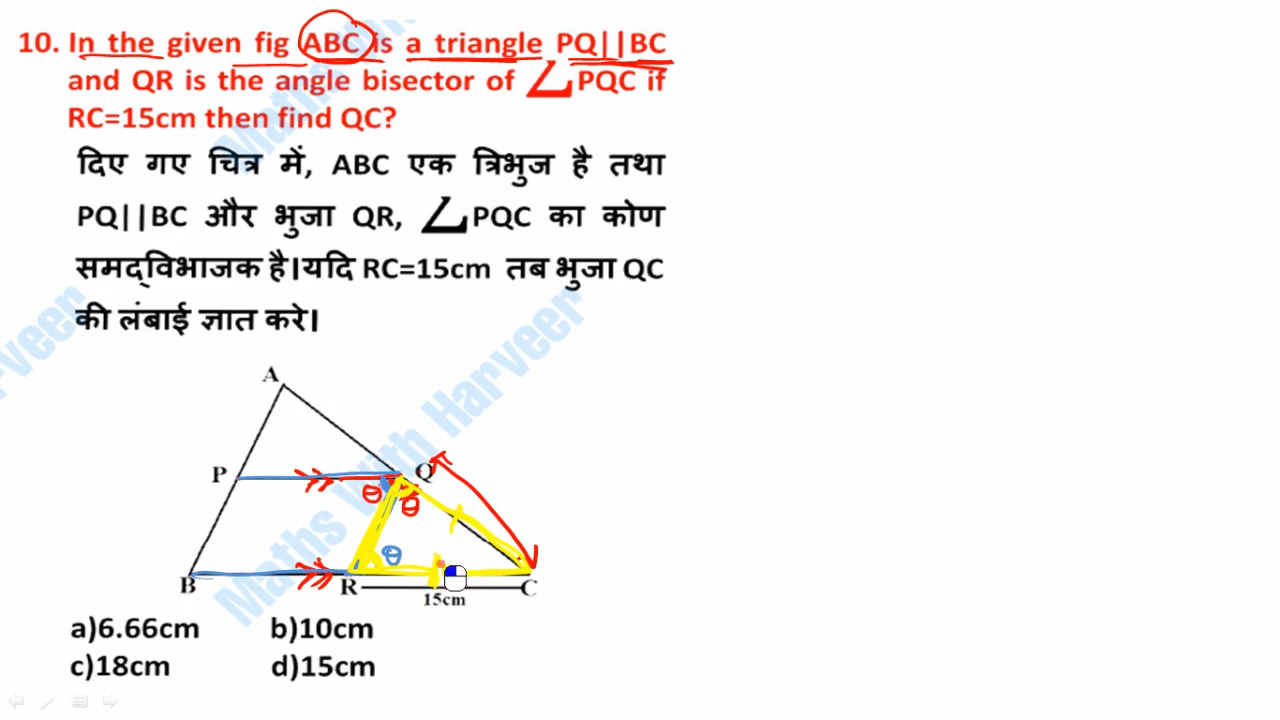 10. In the given fig ABC is a triangle PQ||BC
and QR is the angle bisector of ∠PQC if
RC=15cm then find QC?
दिए गए चित्र में, ABC एक त्रिभुज है तथा
PQ||BC और भुजा QR, ∠PQC का कोण
समद्विभाजक है।यदि RC=15cm तब भुजा QC
की लंबाई ज्ञात करे।
A
P
Q
θ θ
θ
B
R
C
15cm
a)6.66cm b)10cm
c)18cm d)15cm
Maths With Harveer